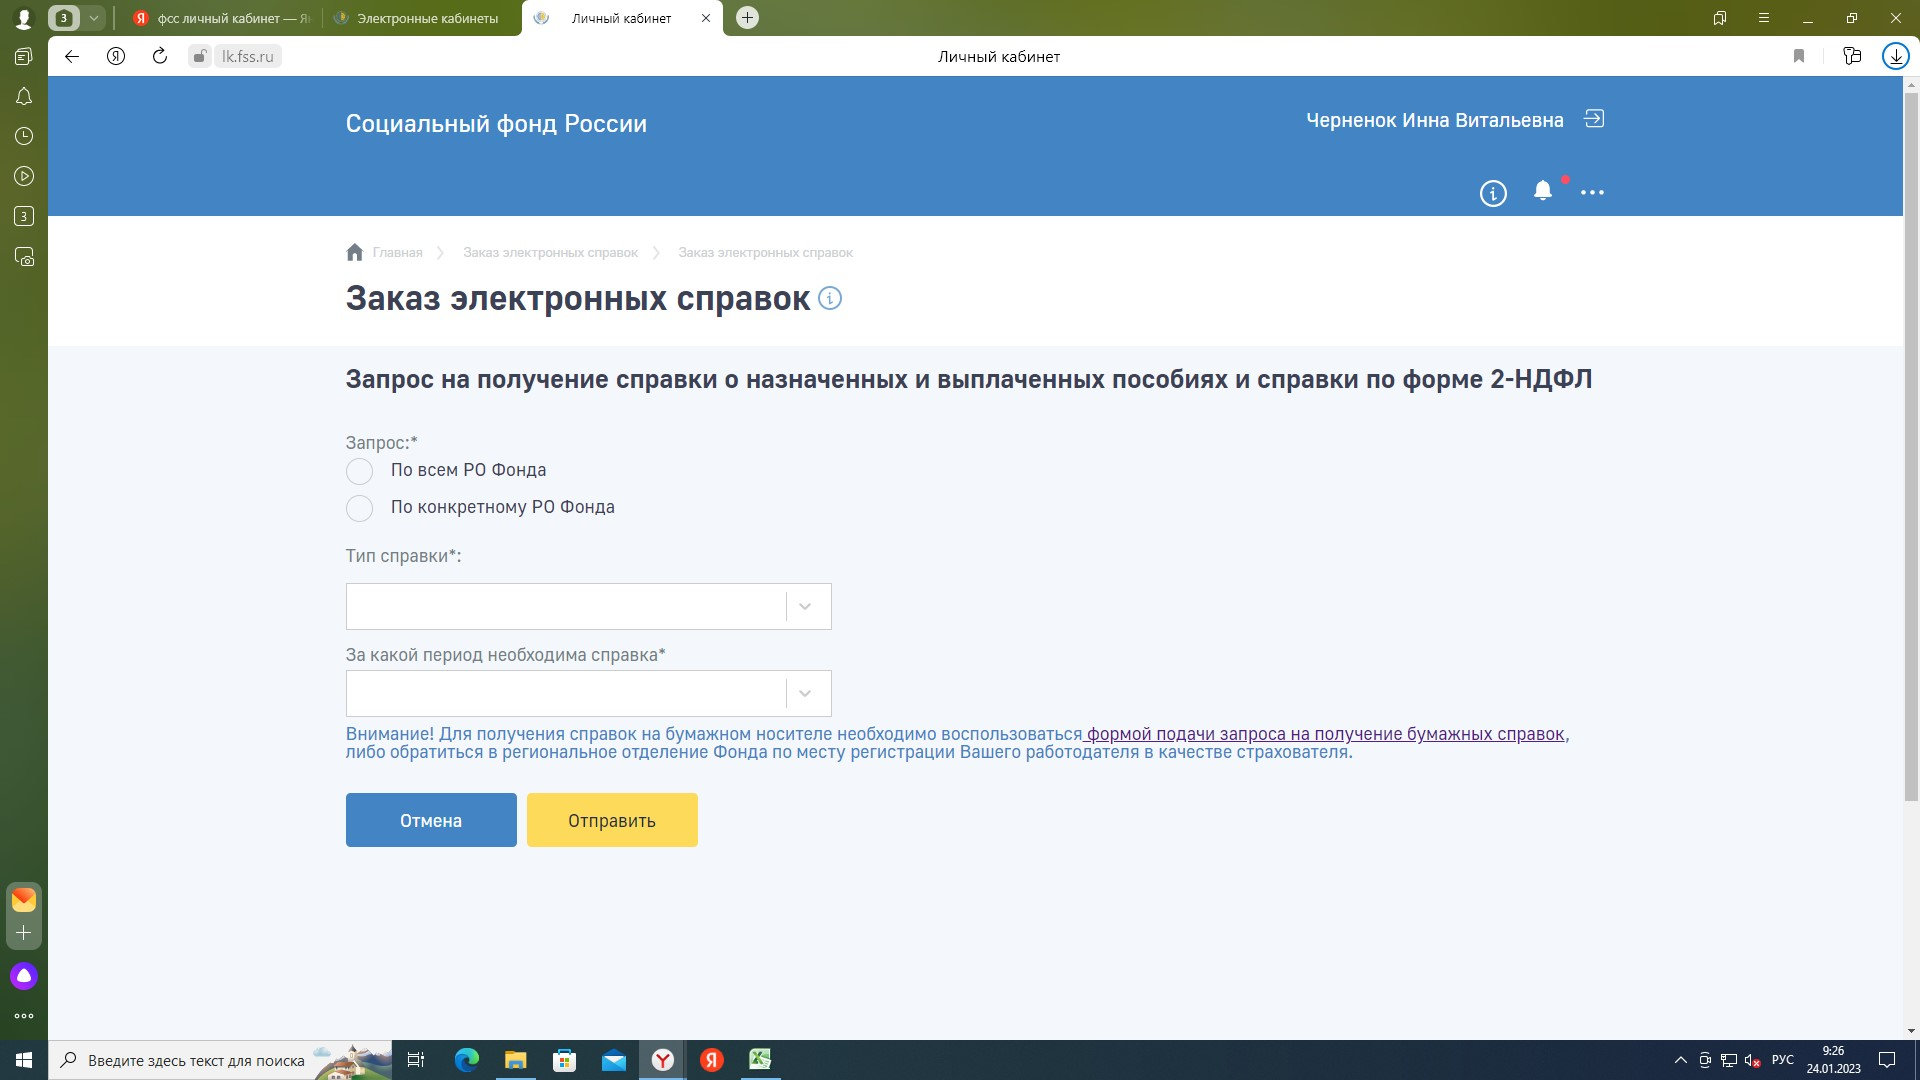 3
фсс личный кабинет — Ян
Электронные кабинеты
Личный кабинет
lk.fss.ru
Личный кабинет
3
Социальный фонд России
Черненок Инна Витальевна
Главная
Заказ электронных справок
Заказ электронных справок
Заказ электронных справок
Запрос на получение справки о назначенных и выплаченных пособиях и справки по форме 2-НДФЛ
Запрос:*
По всем РО Фонда
По конкретному РО Фонда
Тип справки*:
За какой период необходима справка*
Внимание! Для получения справок на бумажном носителе необходимо воспользоваться формой подачи запроса на получение бумажных справок,
либо обратиться в региональное отделение Фонда по месту регистрации Вашего работодателя в качестве страхователя.
Отмена
Отправить
Введите здесь текст для поиска
РУС
9:26
24.01.2023